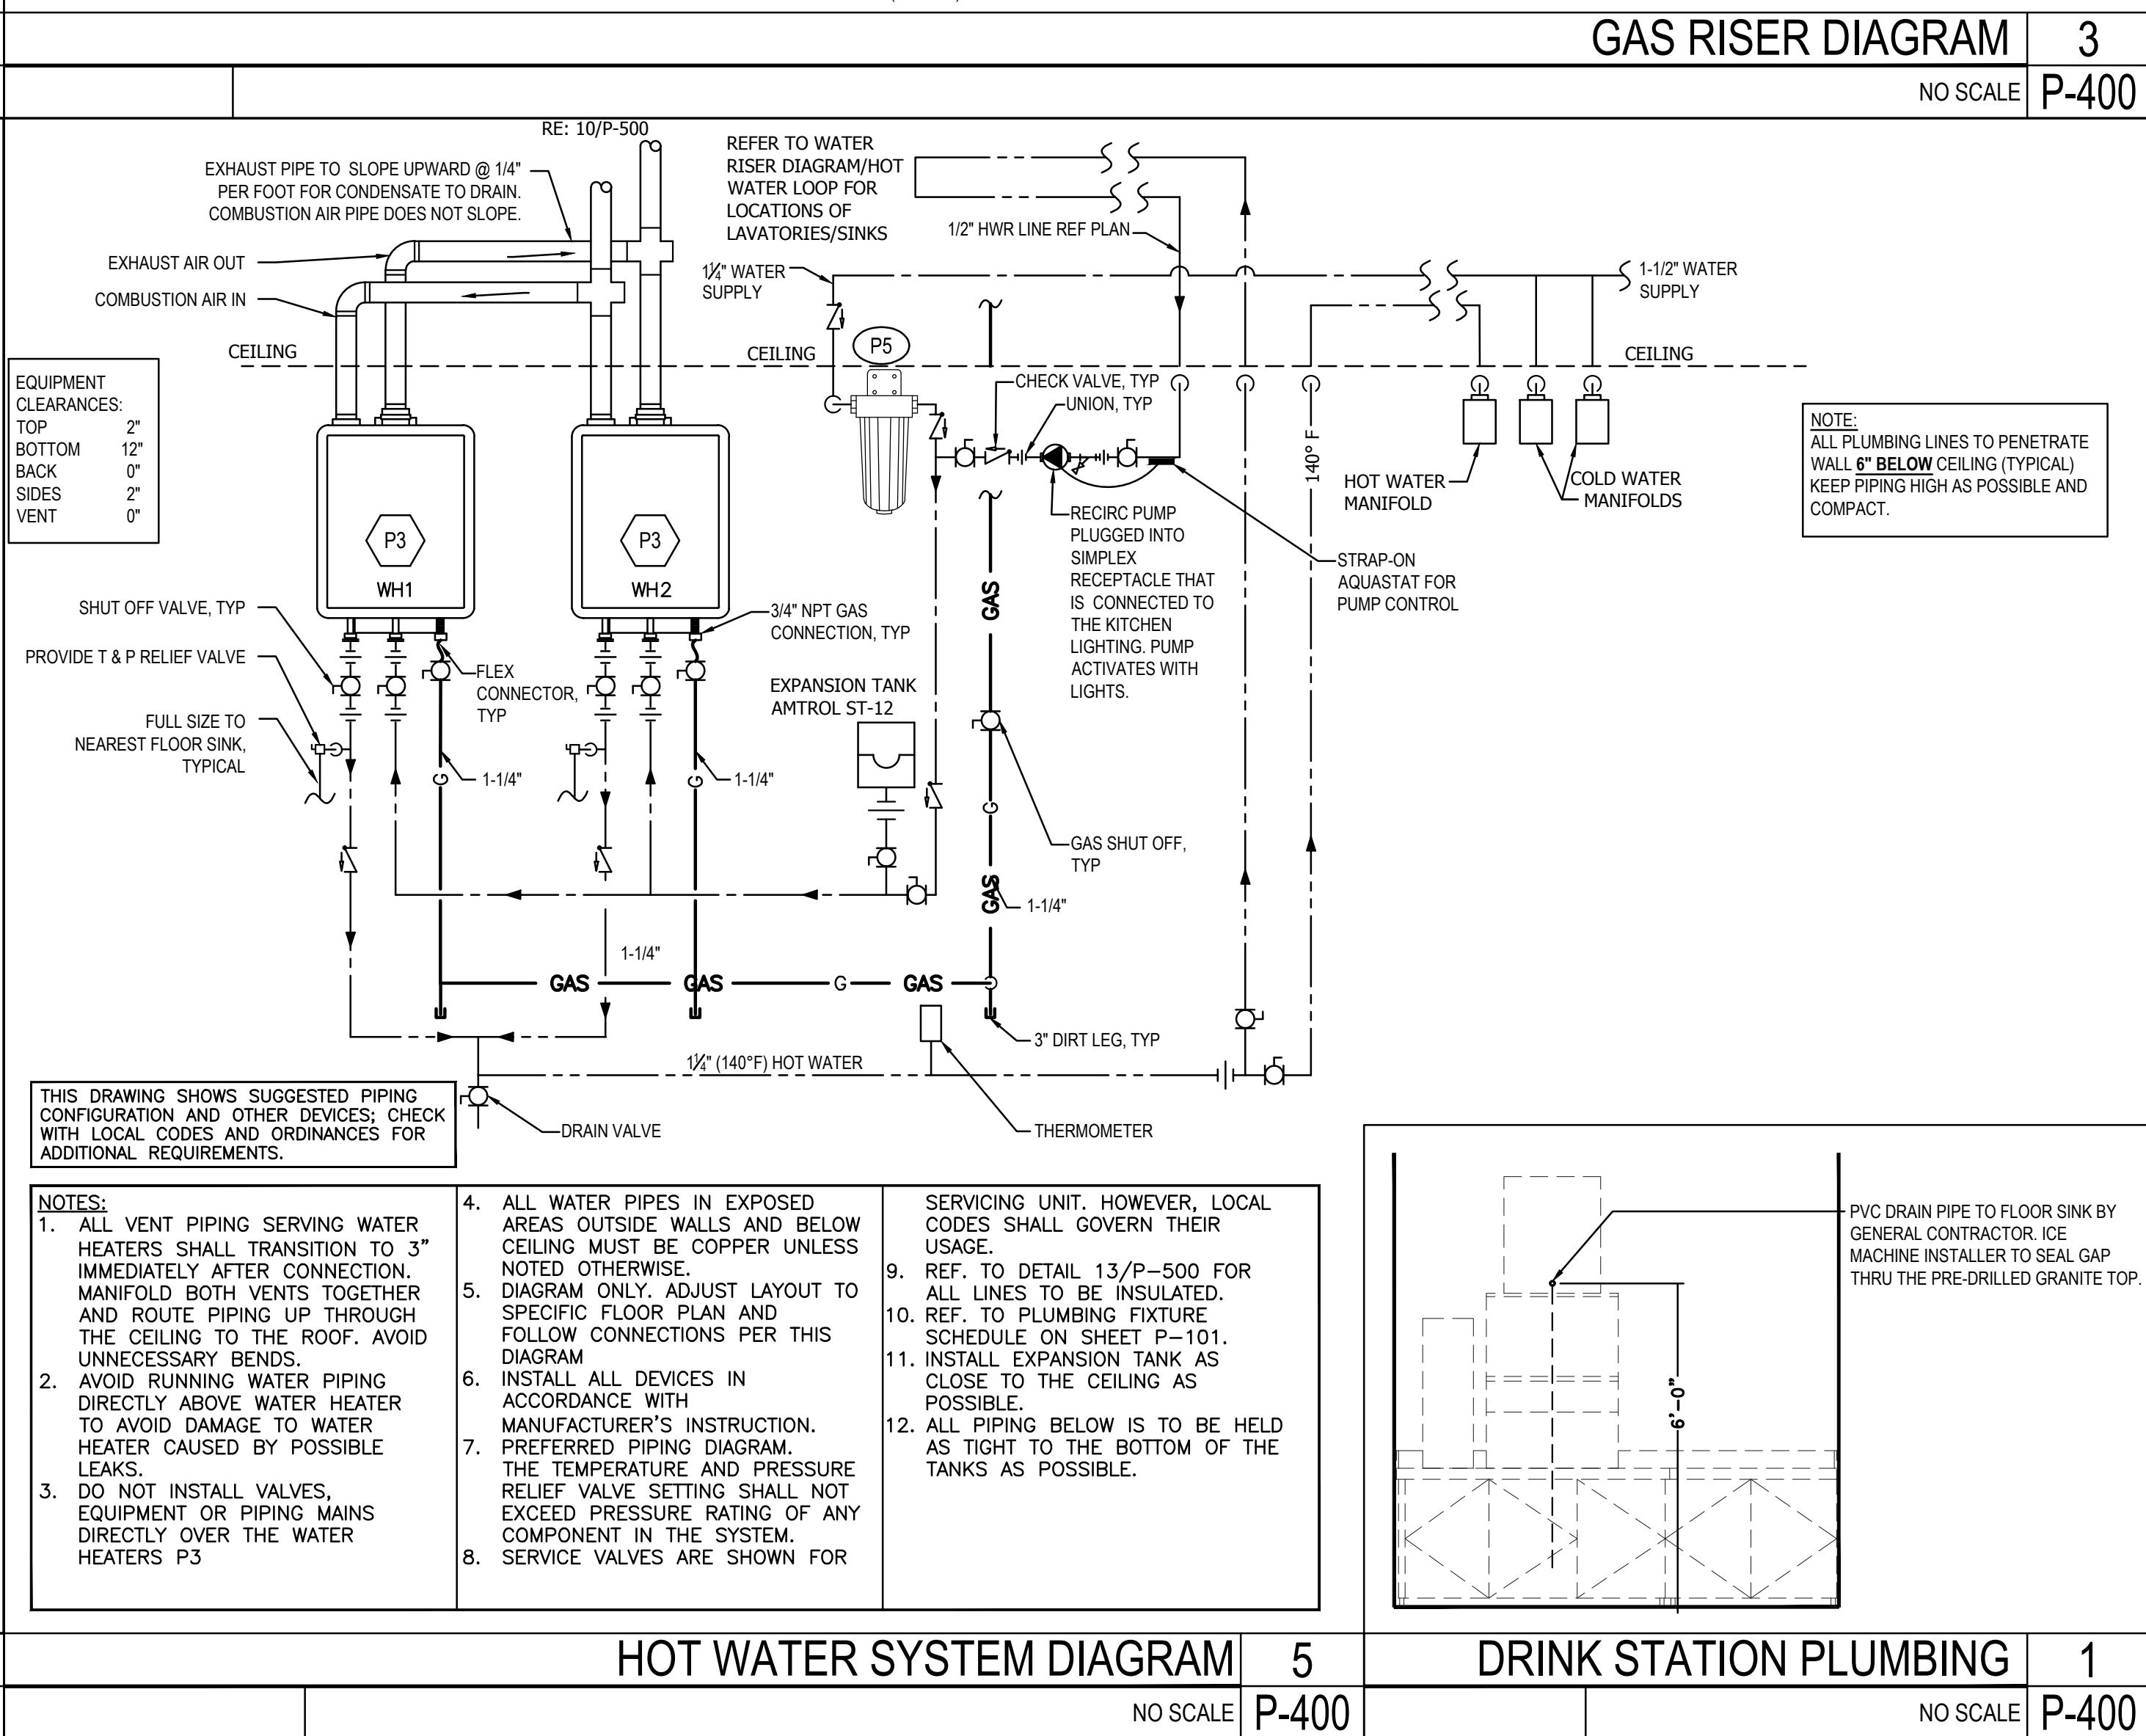 GAS RISER DIAGRAM
3
NO SCALE
P-400
RE: 10/P-500
EXHAUST PIPE TO SLOPE UPWARD @ 1/4"
PER FOOT FOR CONDENSATE TO DRAIN.
COMBUSTION AIR PIPE DOES NOT SLOPE.
EXHAUST AIR OUT
COMBUSTION AIR IN
REFER TO WATER
RISER DIAGRAM/HOT
WATER LOOP FOR
LOCATIONS OF
LAVATORIES/SINKS
1/2" HWR LINE REF PLAN
1¼" WATER
SUPPLY
1-1/2" WATER
SUPPLY
CEILING
CEILING
CEILING
P5
EQUIPMENT
CLEARANCES:
TOP 2"
BOTTOM 12"
BACK 0"
SIDES 2"
VENT 0"
CHECK VALVE, TYP
UNION, TYP
140° F
HOT WATER
MANIFOLD
COLD WATER
MANIFOLDS
NOTE:
ALL PLUMBING LINES TO PENETRATE
WALL 6" BELOW CEILING (TYPICAL)
KEEP PIPING HIGH AS POSSIBLE AND
COMPACT.
P3
WH1
P3
WH2
RECIRC PUMP
PLUGGED INTO
SIMPLEX
RECEPTACLE THAT
IS CONNECTED TO
THE KITCHEN
LIGHTING. PUMP
ACTIVATES WITH
LIGHTS.
STRAP-ON
AQUASTAT FOR
PUMP CONTROL
GAS
SHUT OFF VALVE, TYP
PROVIDE T & P RELIEF VALVE
FULL SIZE TO
NEAREST FLOOR SINK,
TYPICAL
3/4" NPT GAS
CONNECTION, TYP
FLEX
CONNECTOR,
TYP
EXPANSION TANK
AMTROL ST-12
G
1-1/4"
G
1-1/4"
G
GAS SHUT OFF,
TYP
GAS
1-1/4"
1-1/4"
GAS
GAS
G
GAS
3" DIRT LEG, TYP
1¼" (140°F) HOT WATER
DRAIN VALVE
THERMOMETER
THIS DRAWING SHOWS SUGGESTED PIPING
CONFIGURATION AND OTHER DEVICES; CHECK
WITH LOCAL CODES AND ORDINANCES FOR
ADDITIONAL REQUIREMENTS.
NOTES:
1. ALL VENT PIPING SERVING WATER
HEATERS SHALL TRANSITION TO 3"
IMMEDIATELY AFTER CONNECTION.
MANIFOLD BOTH VENTS TOGETHER
AND ROUTE PIPING UP THROUGH
THE CEILING TO THE ROOF. AVOID
UNNECESSARY BENDS.
2. AVOID RUNNING WATER PIPING
DIRECTLY ABOVE WATER HEATER
TO AVOID DAMAGE TO WATER
HEATER CAUSED BY POSSIBLE
LEAKS.
3. DO NOT INSTALL VALVES,
EQUIPMENT OR PIPING MAINS
DIRECTLY OVER THE WATER
HEATERS P3
4. ALL WATER PIPES IN EXPOSED
AREAS OUTSIDE WALLS AND BELOW
CEILING MUST BE COPPER UNLESS
NOTED OTHERWISE.
5. DIAGRAM ONLY. ADJUST LAYOUT TO
SPECIFIC FLOOR PLAN AND
FOLLOW CONNECTIONS PER THIS
DIAGRAM
6. INSTALL ALL DEVICES IN
ACCORDANCE WITH
MANUFACTURER'S INSTRUCTION.
7. PREFERRED PIPING DIAGRAM.
THE TEMPERATURE AND PRESSURE
RELIEF VALVE SETTING SHALL NOT
EXCEED PRESSURE RATING OF ANY
COMPONENT IN THE SYSTEM.
8. SERVICE VALVES ARE SHOWN FOR
SERVICING UNIT. HOWEVER, LOCAL
CODES SHALL GOVERN THEIR
USAGE.
9. REF. TO DETAIL 13/P-500 FOR
ALL LINES TO BE INSULATED.
10. REF. TO PLUMBING FIXTURE
SCHEDULE ON SHEET P-101.
11. INSTALL EXPANSION TANK AS
CLOSE TO THE CEILING AS
POSSIBLE.
12. ALL PIPING BELOW IS TO BE HELD
AS TIGHT TO THE BOTTOM OF THE
TANKS AS POSSIBLE.
PVC DRAIN PIPE TO FLOOR SINK BY
GENERAL CONTRACTOR. ICE
MACHINE INSTALLER TO SEAL GAP
THRU THE PRE-DRILLED GRANITE TOP.
6'-0"
HOT WATER SYSTEM DIAGRAM
5
NO SCALE
P-400
DRINK STATION PLUMBING
1
NO SCALE
P-400